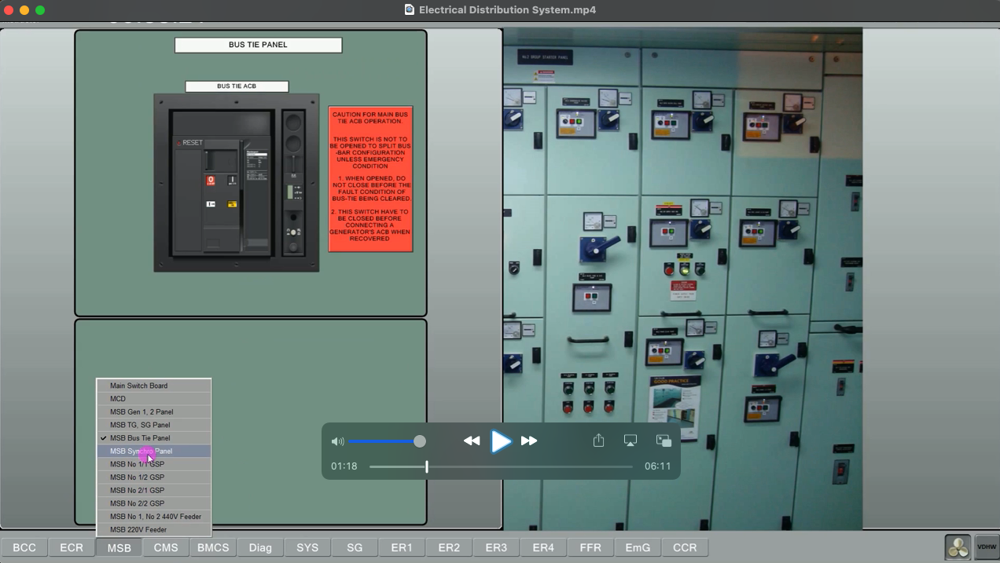 Electrical Distribution System.mp4
BUS TIE PANEL
BUS TIE ACB
RESET
CAUTION FOR MAIN BUS
TIE ACB OPERATION.
THIS SWITCH IS NOT TO
BE OPENED TO SPLIT BUS
-BAR CONFIGURATION
UNLESS EMERGENCY
CONDITION
1. WHEN OPENED, DO
NOT CLOSE BEFORE THE
FAULT CONDITION OF
BUS-TIE BEING CLEARED.
2. THIS SWITCH HAVE TO
BE CLOSED BEFORE
CONNECTING A
GENERATOR'S ACB WHEN
RECOVERED
No.2 GROUP STARTER PANEL
GOOD PRACTICE
Main Switch Board
MCD
MSB Gen 1, 2 Panel
MSB TG, SG Panel
MSB Bus Tie Panel
MSB Synchro Panel
MSB No 1/1 GSP
MSB No 1/2 GSP
MSB No 2/1 GSP
MSB No 2/2 GSP
MSB No 1, No 2 440V Feeder
MSB 220V Feeder
01:18
06:11
BCC ECR MSB CMS BMCS Diag SYS SG ER1 ER2 ER3 ER4 FFR EmG CCR VDHW